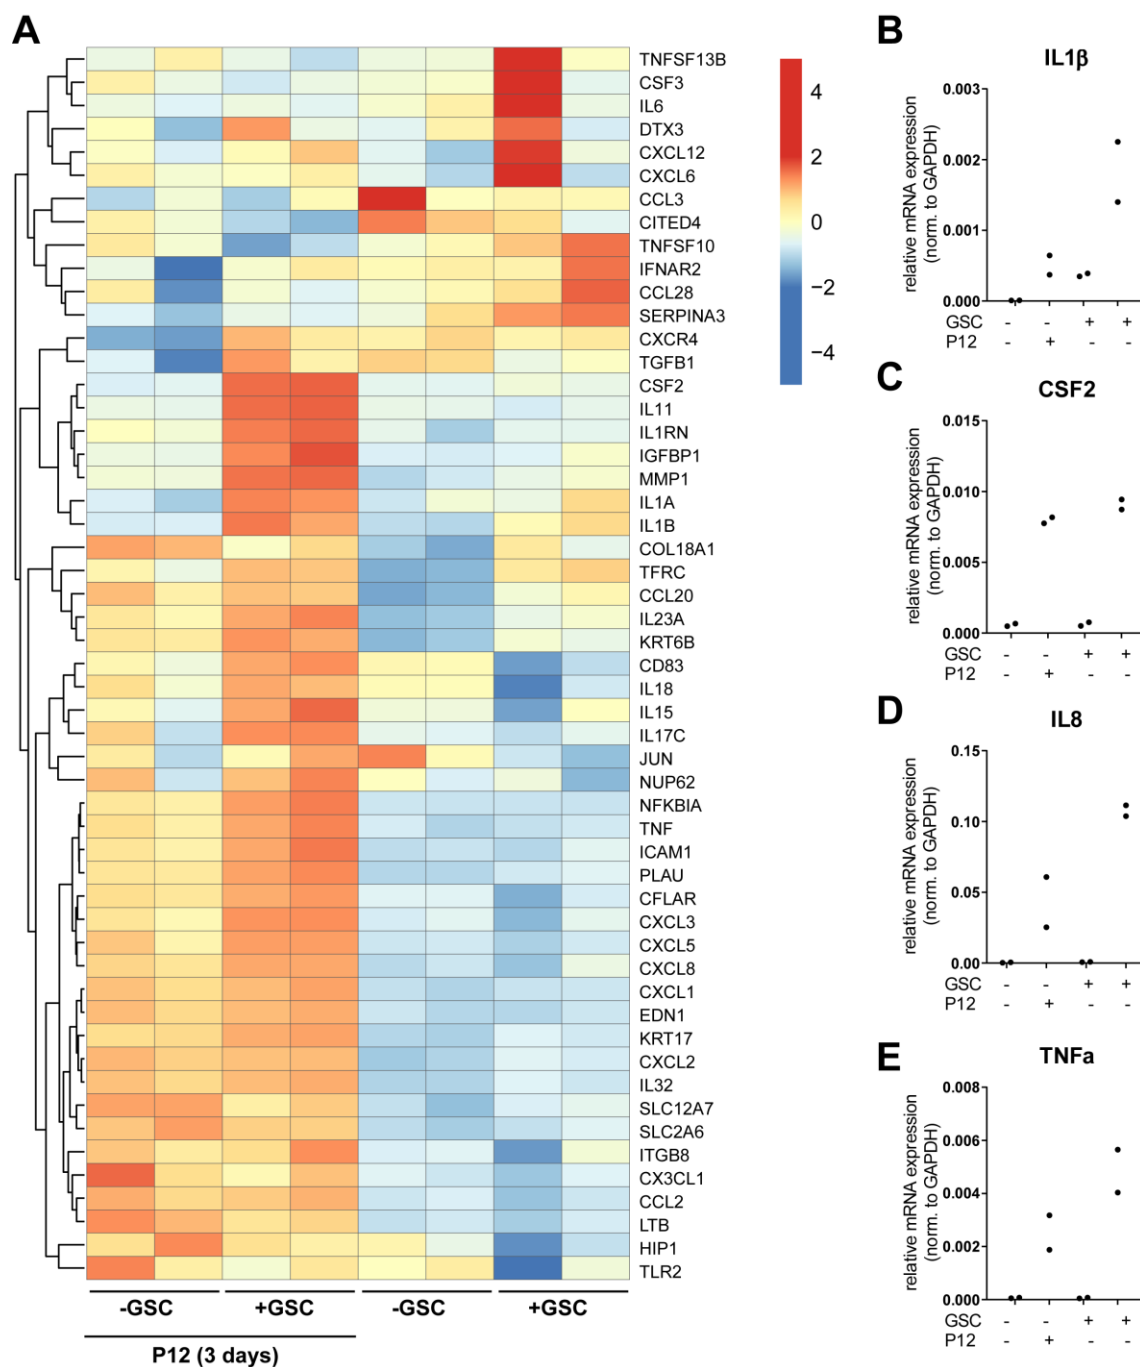 A
TNFSF13B
CSF3
IL6
DTX3
CXCL12
CXCL6
CCL3
CITED4
TNFSF10
IFNAR2
CCL28
SERPINA3
CXCR4
TGFB1
CSF2
IL11
IL1RN
IGFBP1
MMP1
IL1A
IL1B
COL18A1
TFRC
CCL20
IL23A
KRT6B
CD83
IL18
IL15
IL17C
JUN
NUP62
NFKBIA
TNF
ICAM1
PLAU
CFLAR
CXCL3
CXCL5
CXCL8
CXCL1
EDN1
KRT17
CXCL2
IL32
SLC12A7
SLC2A6
ITGB8
CX3CL1
CCL2
LTB
HIP1
TLR2
-GSC +GSC -GSC +GSC
P12 (3 days)
4
2
0
−2
−4
B
IL1β
relative mRNA expression
(norm. to GAPDH)
0.003
0.002
0.001
0.000
GSC - - + +
P12 - + - +
C
CSF2
relative mRNA expression
(norm. to GAPDH)
0.015
0.010
0.005
0.000
GSC - - + +
P12 - + - +
D
IL8
relative mRNA expression
(norm. to GAPDH)
0.15
0.10
0.05
0.00
GSC - - + +
P12 - + - +
E
TNFa
relative mRNA expression
(norm. to GAPDH)
0.008
0.006
0.004
0.002
0.000
GSC - - + +
P12 - + - +